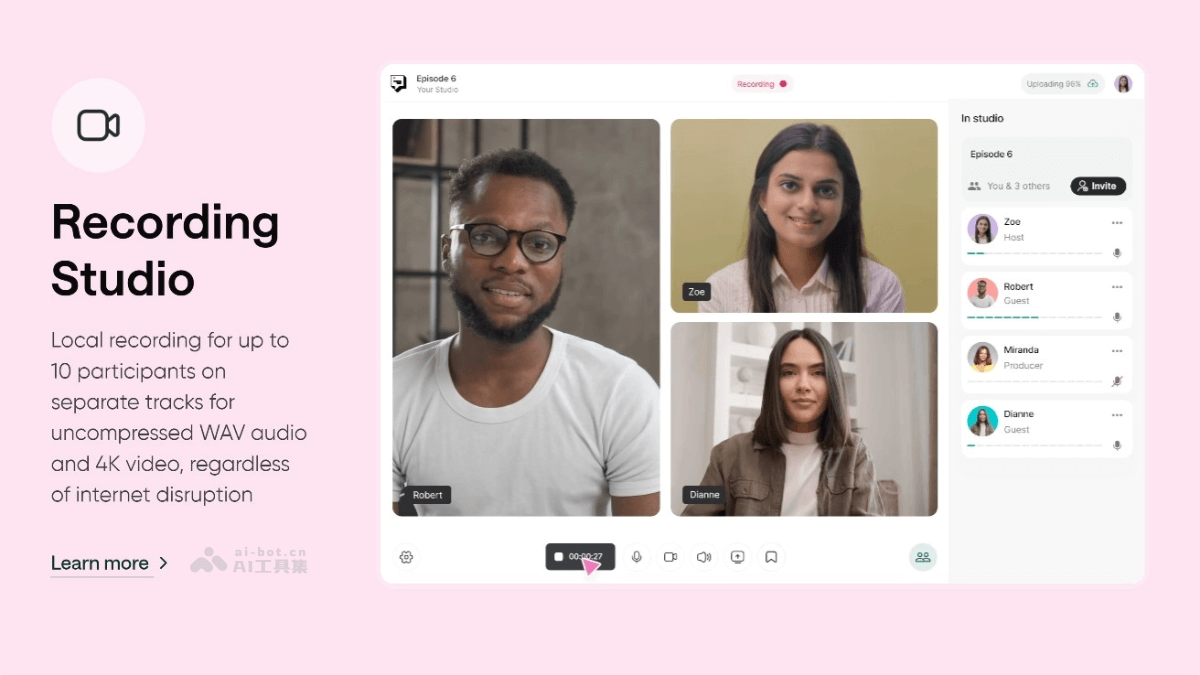 Recording
Studio
Local recording for up to
10 participants on
separate tracks for
uncompressed WAV audio
and 4K video, regardless
of internet disruption
Learn more
ai-bot.cn
AI工具集
Episode 6
Your Studio
Recording
Uploading 86%
Robert
Zoe
Dianne
00:00:27
In studio
Episode 6
You & 3 others
Invite
Zoe
Host
Robert
Guest
Miranda
Producer
Dianne
Guest